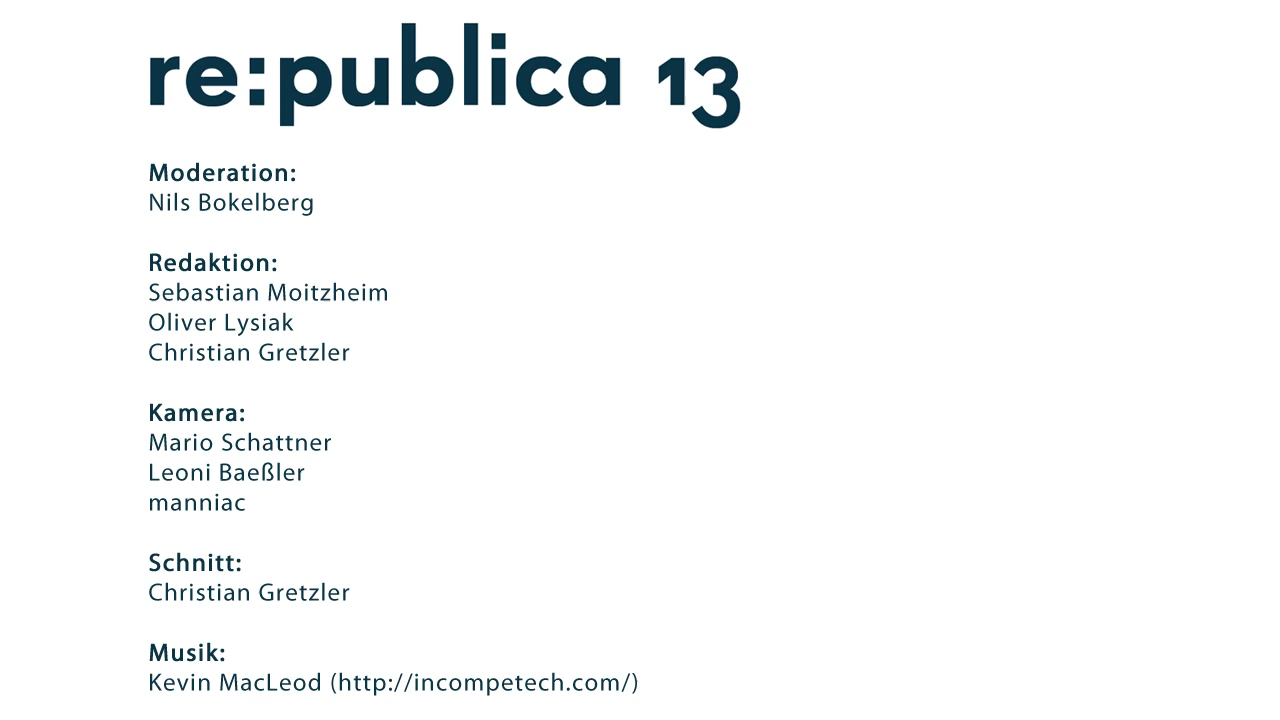 re:publica 13
Moderation:
Nils Bokelberg
Redaktion:
Sebastian Moitzheim
Oliver Lysiak
Christian Gretzler
Kamera:
Mario Schattner
Leoni Baeßler
manniac
Schnitt:
Christian Gretzler
Musik:
Kevin MacLeod (http://incompetech.com/)